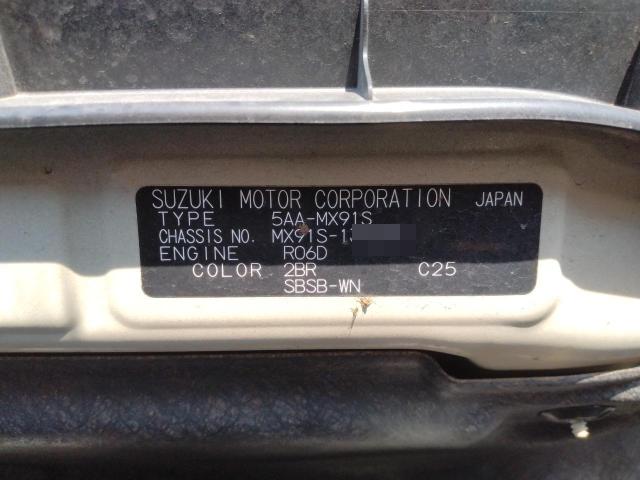 SUZUKI MOTOR CORPORATION JAPAN
TYPE 5AA-MX91S
CHASSIS NO. MX91S-1
ENGINE R06D
COLOR 2BR C25
SBSB-WN